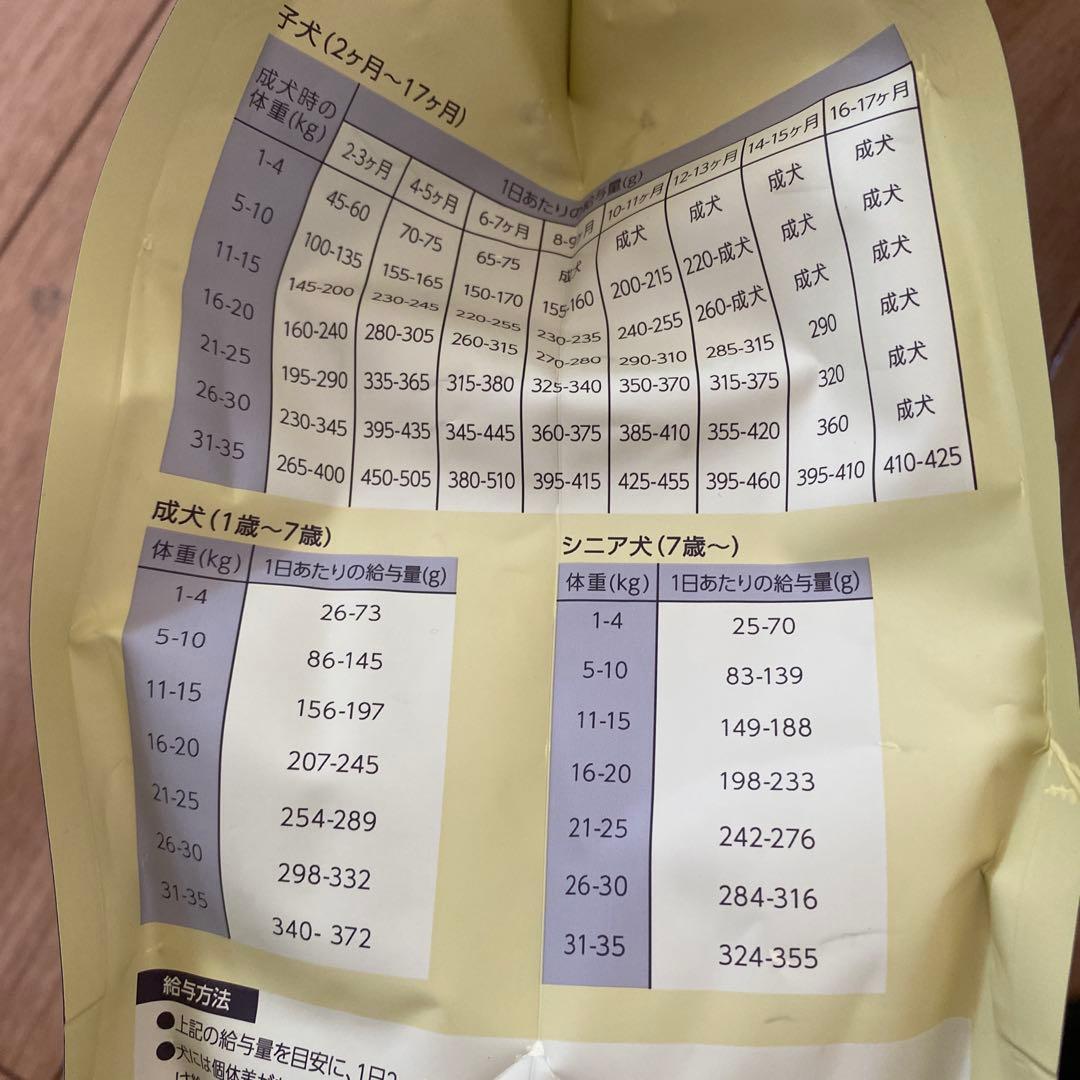 子犬(2ヶ月～17ヶ月)
成犬時の体重(kg) 1日あたりの給与量(g)
2-3ヶ月 4-5ヶ月 6-7ヶ月 8-9ヶ月 10-11ヶ月 12-13ヶ月 14-15ヶ月 16-17ヶ月
1-4 45-60 70-75 65-75 成犬 成犬 成犬 成犬 成犬
5-10 100-135 155-165 150-170 155-160 200-215 220-成犬 成犬 成犬
11-15 145-200 230-245 220-255 230-235 240-255 260-成犬 成犬 成犬
16-20 160-240 280-305 260-315 270-280 290-310 285-315 290 成犬
21-25 195-290 335-365 315-380 325-340 350-370 315-375 320 成犬
26-30 230-345 395-435 345-445 360-375 385-410 355-420 360 成犬
31-35 265-400 450-505 380-510 395-415 425-455 395-460 395-410 410-425
成犬(1歳～7歳)
体重(kg) 1日あたりの給与量(g)
1-4 26-73
5-10 86-145
11-15 156-197
16-20 207-245
21-25 254-289
26-30 298-332
31-35 340- 372
シニア犬(7歳～)
体重(kg) 1日あたりの給与量(g)
1-4 25-70
5-10 83-139
11-15 149-188
16-20 198-233
21-25 242-276
26-30 284-316
31-35 324-355
給与方法
●上記の給与量を目安に、1日2
●犬には個体差が